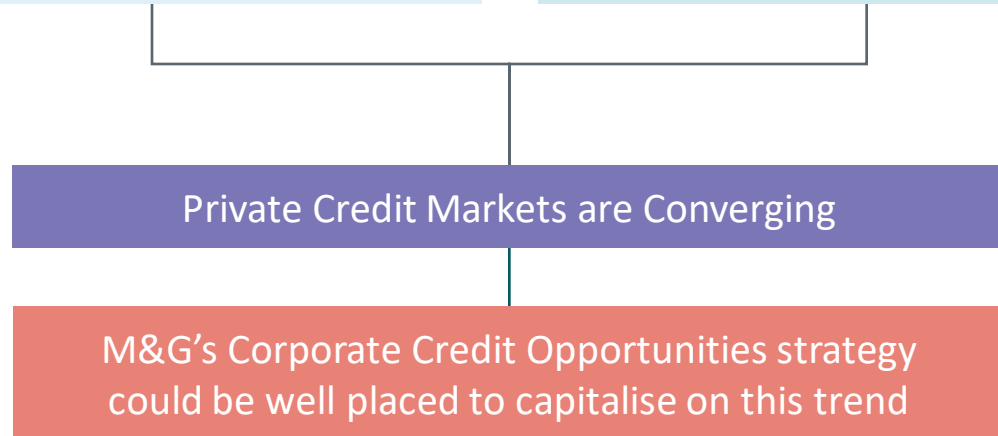 Private Credit Markets are Converging
M&G’s Corporate Credit Opportunities strategy
could be well placed to capitalise on this trend